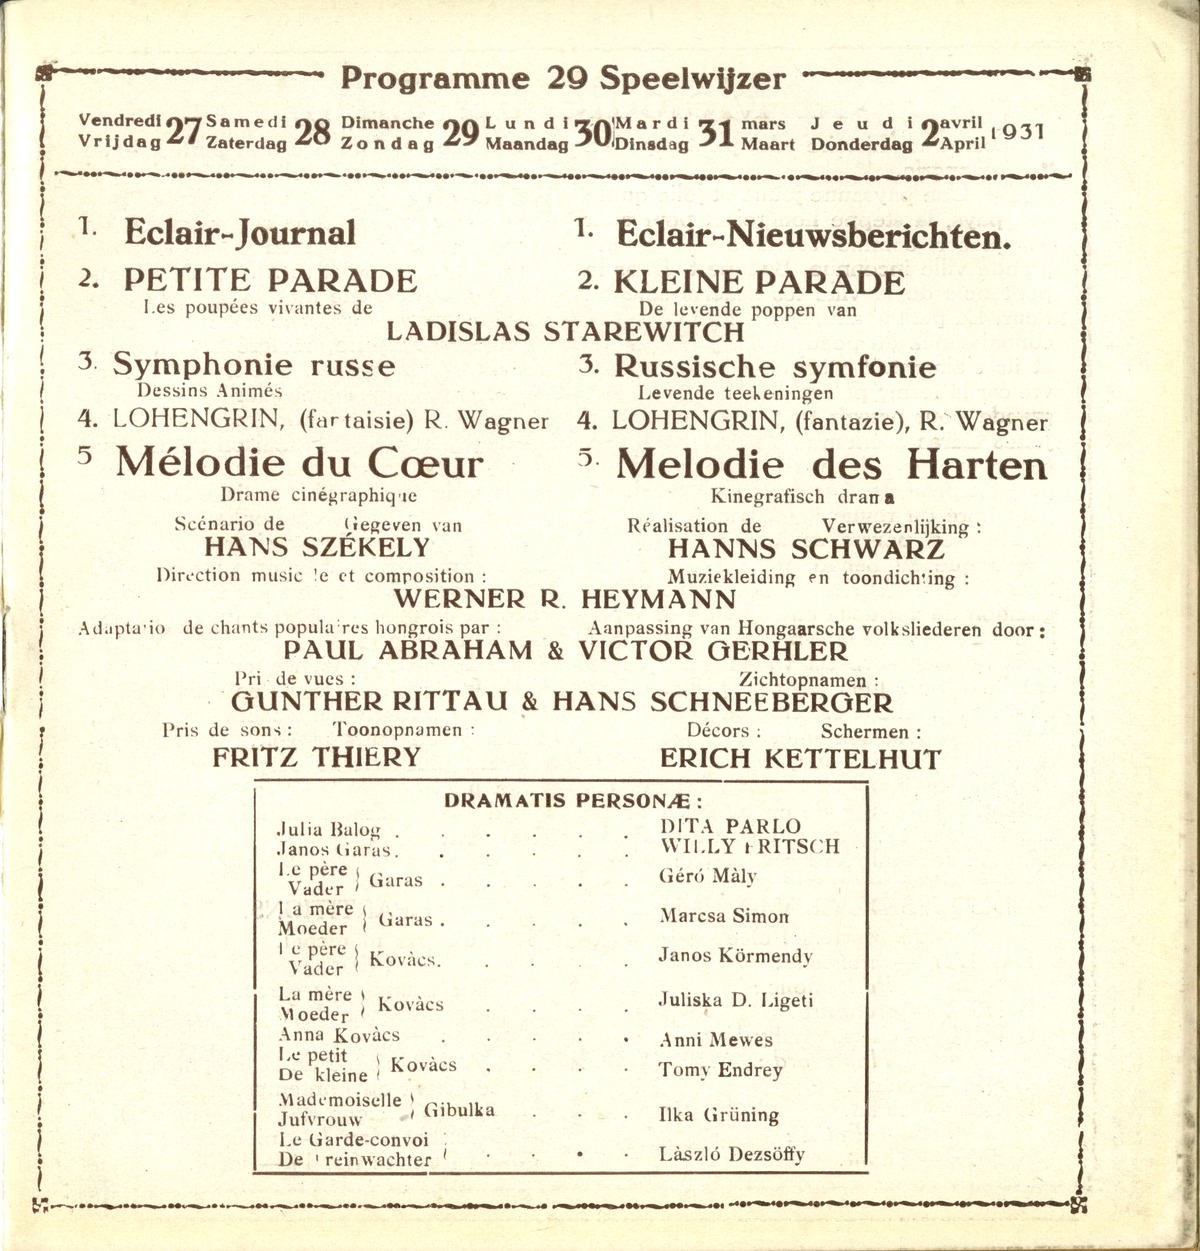 Programme 29 Speelwijzer
Vendredi 27 Samedi 28 Dimanche 29 Lundi 30 Mardi 31 mars Jeudi 2 avril 1931
Vrijdag Zaterdag Zondag Maandag Dinsdag Maart Donderdag April
1. Eclair-Journal
1. Eclair-Nieuwsberichten.
2. PETITE PARADE
2. KLEINE PARADE
Les poupées vivantes de
De levende poppen van
LADISLAS STAREWITCH
3. Symphonie russe
3. Russische symfonie
Dessins Animés
Levende teekeningen
4. LOHENGRIN, (fantaisie) R. Wagner
4. LOHENGRIN, (fantazie), R. Wagner
5 Mélodie du Cœur
5. Melodie des Harten
Drame cinégraphique
Kinegrafisch drama
Scénario de Gegeven van
Réalisation de Verwezenlijking :
HANS SZÉKELY
HANNS SCHWARZ
Direction music le et composition :
Muziekleiding en toondichting :
WERNER R. HEYMANN
Adaptatio de chants populaires hongrois par :
Aanpassing van Hongaarsche volksliederen door :
PAUL ABRAHAM & VICTOR GERHLER
Pri de vues :
Zichtopnamen :
GUNTHER RITTAU & HANS SCHNEEBERGER
Pris de sons : Toonopnamen :
Décors : Schermen :
FRITZ THIERY
ERICH KETTELHUT
DRAMATIS PERSONÆ :
Julia Balog . . . . . . DITA PARLO
Janos Garas. . . . . . WILLY FRITSCH
Le père
Vader
Garas . . . . . Géró Màly
La mère
Moeder
Garas . . . . . Marcsa Simon
Le père
Vader
Kovàcs. . . . . Janos Körmendy
La mère
Moeder
Kovàcs . . . . Juliska D. Ligeti
Anna Kovàcs . . . . . Anni Mewes
Le petit
De kleine
Kovàcs . . . . Tomy Endrey
Mademoiselle
Jufvrouw
Gibulka . . . Ilka Grüning
Le Garde-convoi
De Treinwachter . . . . Làszló Dezsöffy